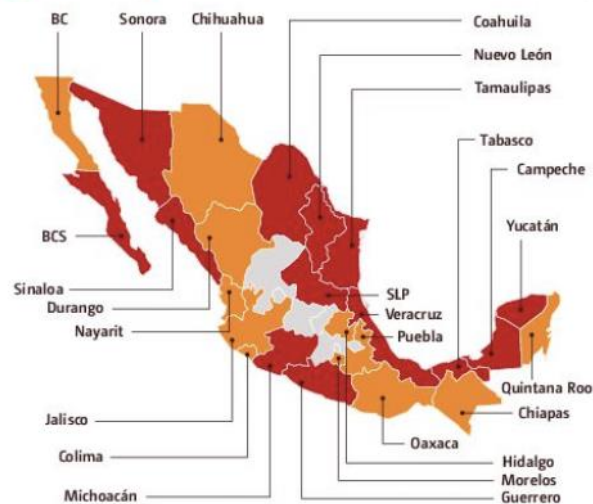 BC
Sonora
Chihuahua
Coahuila
Nuevo León
Tamaulipas
Tabasco
Campeche
Yucatán
BCS
Sinaloa
SLP
Durango
Veracruz
Nayarit
Puebla
Quintana Roo
Chiapas
Jalisco
Oaxaca
Colima
Hidalgo
Morelos
Michoacán
Guerrero